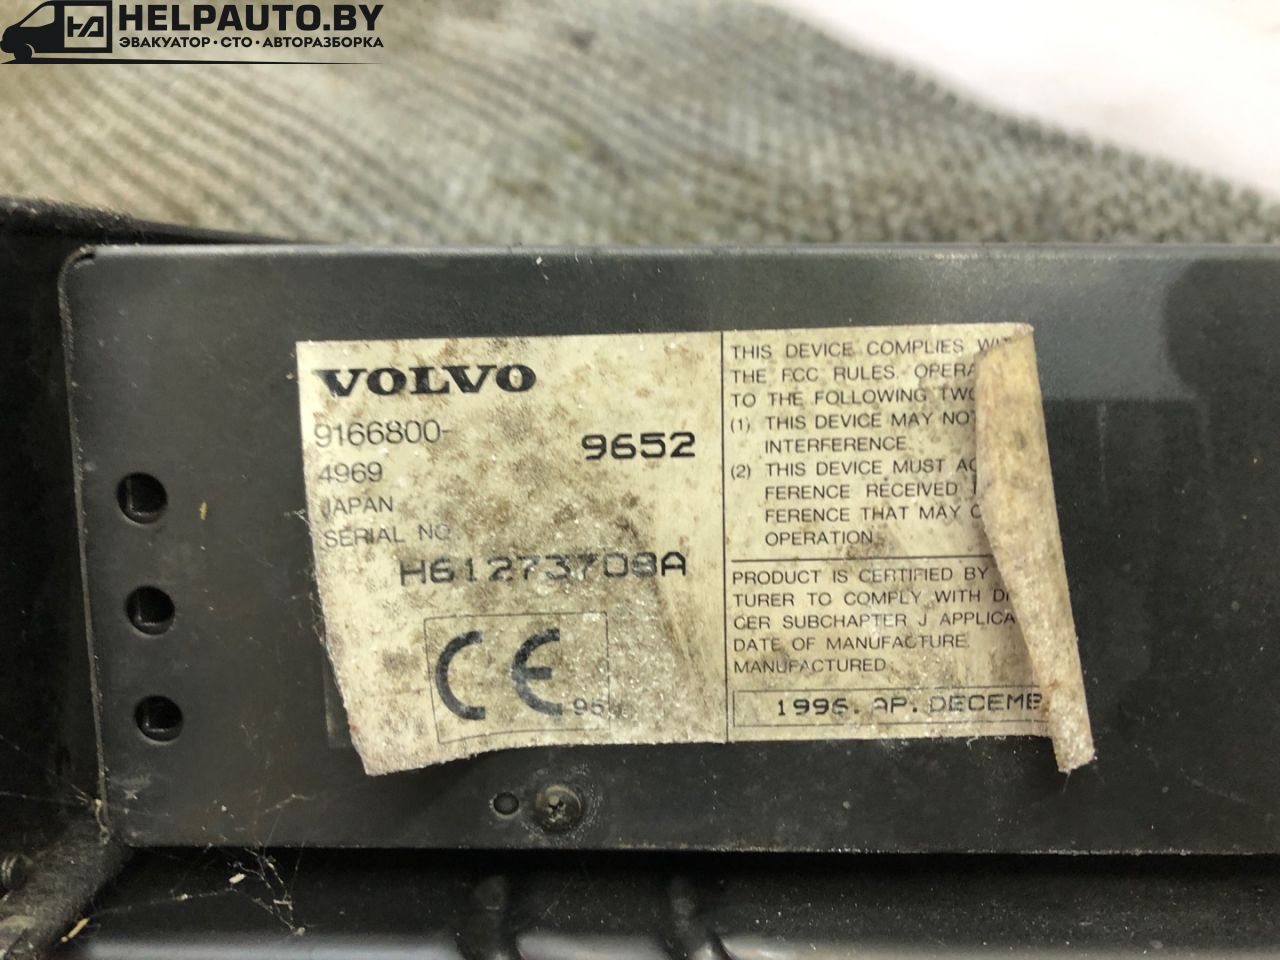 HELPAUTO.BY
ЭВАКУАТОР·СТО·АВТОРАЗБОРКА
VOLVO
9166800-
9652
4969
JAPAN
SERIAL NO
H61273708A
CE
THIS DEVICE COMPLIES
THE FCC RULES. OPERA
TO THE FOLLOWING TWO
(1) THIS DEVICE MAY NOT
INTERFERENCE.
(2) THIS DEVICE MUST AC
FERENCE RECEIVED
FERENCE THAT MAY C
OPERATION.
PRODUCT IS CERTIFIED BY
TURER TO COMPLY WITH D
CER SUBCHAPTER J APPLICA
DATE OF MANUFACTURE.
MANUFACTURED:
1996. AP. DECEMB